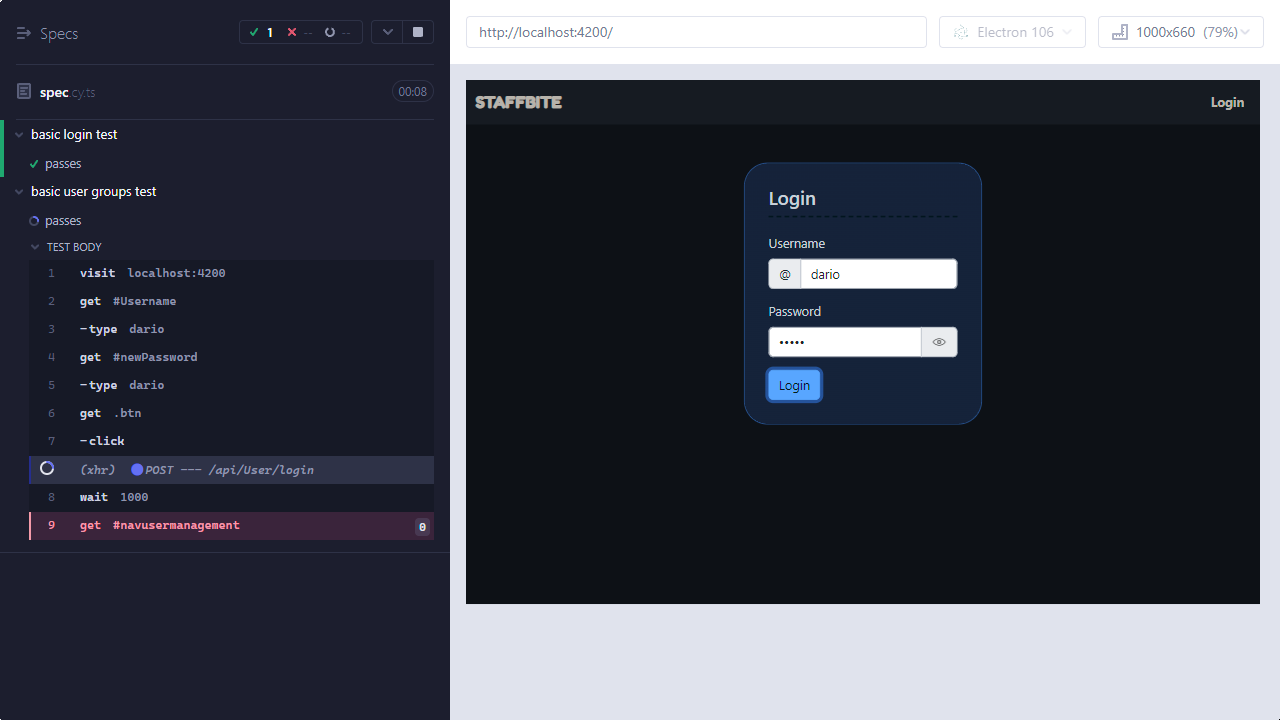 Specs
1
--
--
spec.cy.ts
00:08
basic login test
passes
basic user groups test
passes
TEST BODY
1 visit localhost:4200
2 get #Username
3 -type dario
4 get #newPassword
5 -type dario
6 get .btn
7 -click
(xhr) POST --- /api/User/login
8 wait 1000
9 get #navusermanagement 0
http://localhost:4200/
Electron 106
1000x660 (79%)
STAFFBITE
Login
Login
Username
@ dario
Password
•••••
Login